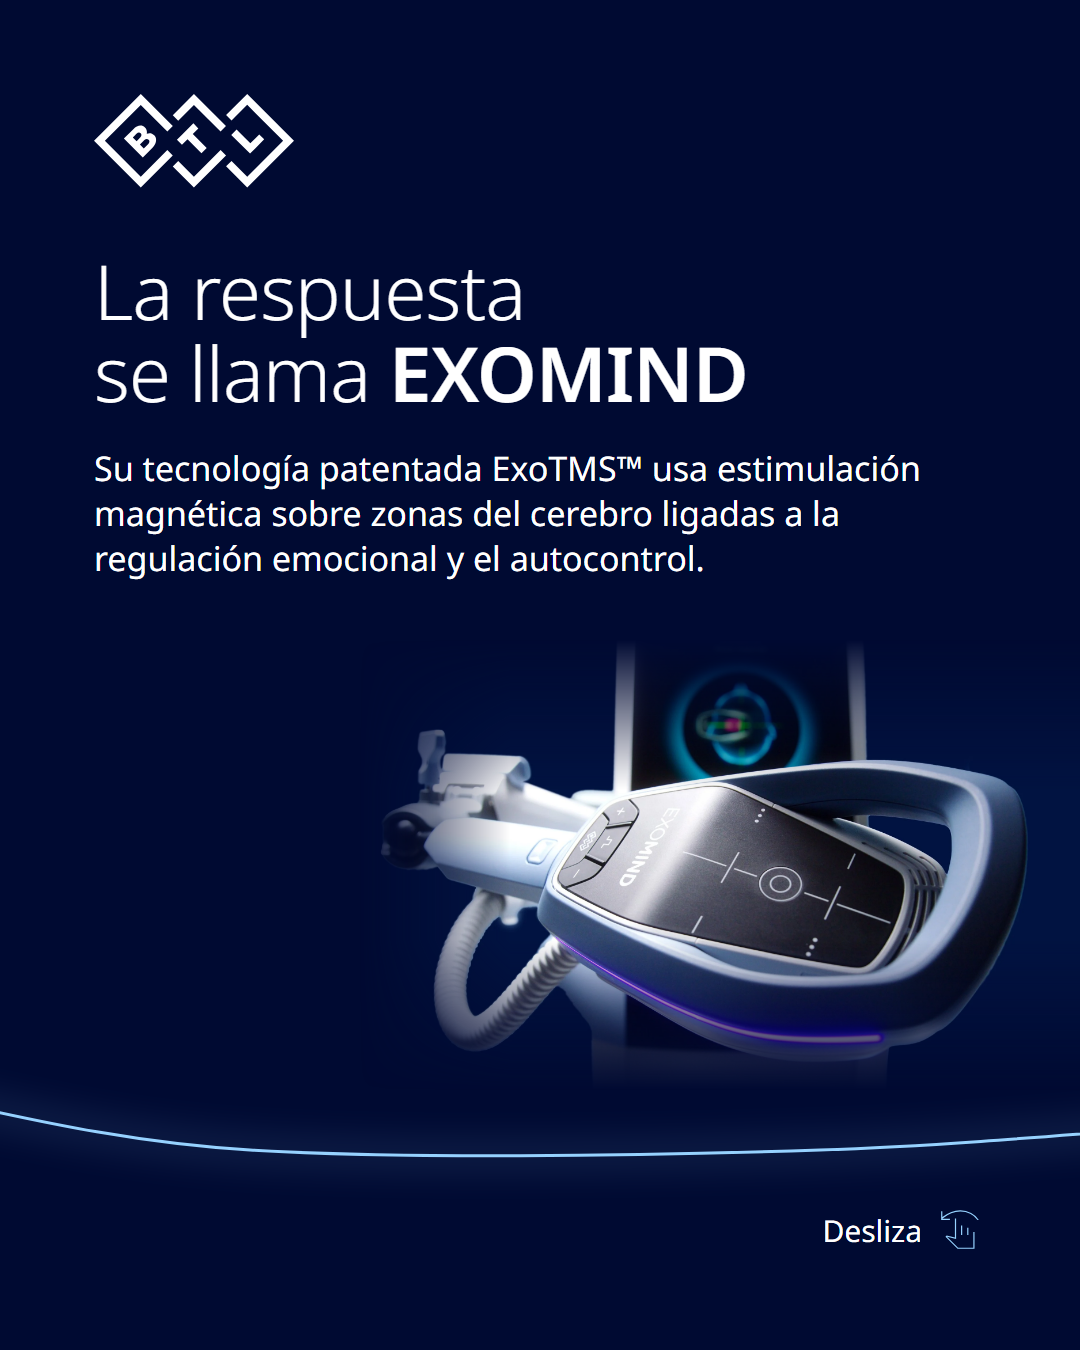 BTL
La respuesta
se llama EXOMIND
Su tecnología patentada ExoTMS™ usa estimulación
magnética sobre zonas del cerebro ligadas a la
regulación emocional y el autocontrol.
EXOMIND
Desliza